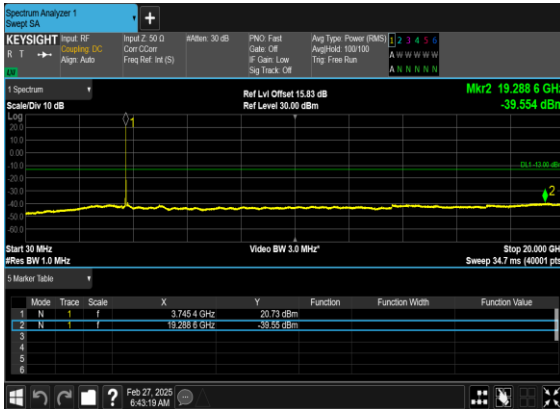 Spectrum Analyzer 1
Swept SA
KEYSIGHT Input: RF Input Z: 50 Ω #Atten: 30 dB PNO: Fast Avg Type: Power (RMS) 1 2 3 4 5 6
R T Coupling: DC Corr CCorr Gate: Off Avg|Hold: 100/100 A W W W W W
Align: Auto Freq Ref: Int (S) IF Gain: Low Trig: Free Run
Sig Track: Off A N N N N N
1 Spectrum
Ref Lvl Offset 15.83 dB Mkr2 19.288 6 GHz
Scale/Div 10 dB Ref Level 30.00 dBm -39.554 dBm
Log
20.0
10.0
0.00
-10.0
-20.0
-30.0
-40.0
-50.0
-60.0
1
DL1 -13.00 dBm
2
Start 30 MHz Video BW 3.0 MHz* Stop 20.000 GHz
#Res BW 1.0 MHz Sweep 34.7 ms (40001 pts)
5 Marker Table
Mode Trace Scale X Y Function Function Width Function Value
1 N 1 f 3.745 4 GHz 20.73 dBm
2 N 1 f 19.288 6 GHz -39.55 dBm
3
4
5
6
? Feb 27, 2025
6:43:19 AM